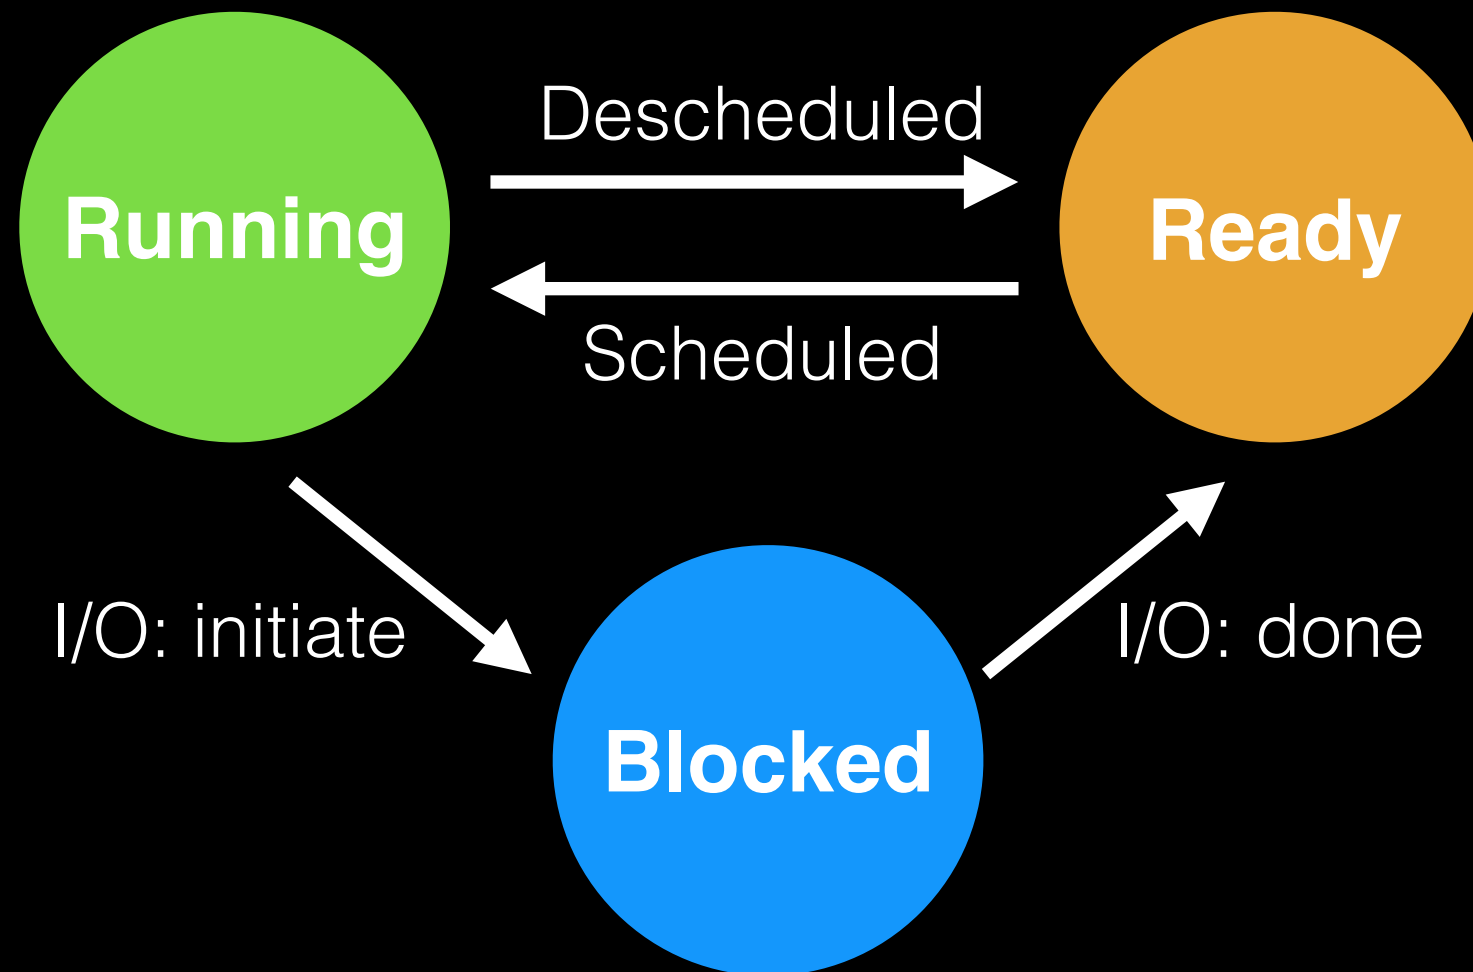 Descheduled
Running
Ready
Scheduled
I/O: initiate
I/O: done
Blocked